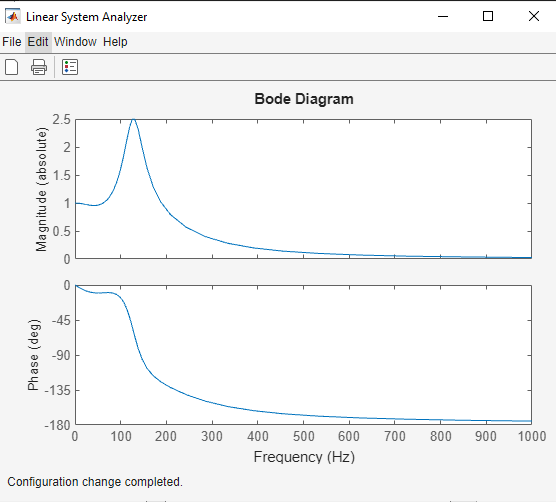 Linear System Analyzer
File Edit Window Help
Bode Diagram
Magnitude (absolute)
2.5
2
1.5
1
0.5
0
Phase (deg)
0
-45
-90
-135
-180
0 100 200 300 400 500 600 700 800 900 1000
Frequency (Hz)
Configuration change completed.